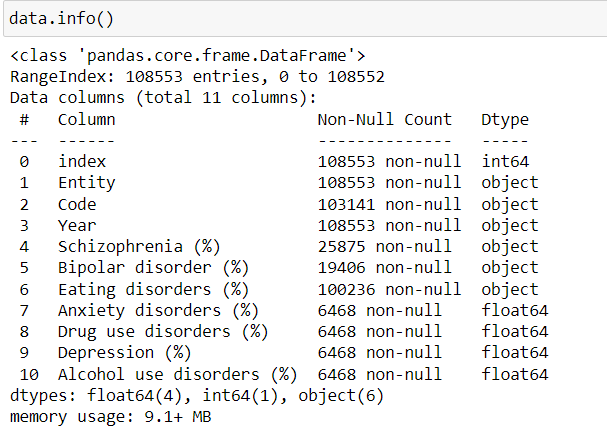 data.info()
<class 'pandas.core.frame.DataFrame'>
RangeIndex: 108553 entries, 0 to 108552
Data columns (total 11 columns):
 #   Column                     Non-Null Count   Dtype
---  ------                     --------------   -----
 0   index                      108553 non-null  int64
 1   Entity                     108553 non-null  object
 2   Code                       103141 non-null  object
 3   Year                       108553 non-null  object
 4   Schizophrenia (%)          25875 non-null   object
 5   Bipolar disorder (%)       19406 non-null   object
 6   Eating disorders (%)       100236 non-null  object
 7   Anxiety disorders (%)      6468 non-null    float64
 8   Drug use disorders (%)     6468 non-null    float64
 9   Depression (%)             6468 non-null    float64
 10  Alcohol use disorders (%)  6468 non-null    float64
dtypes: float64(4), int64(1), object(6)
memory usage: 9.1+ MB